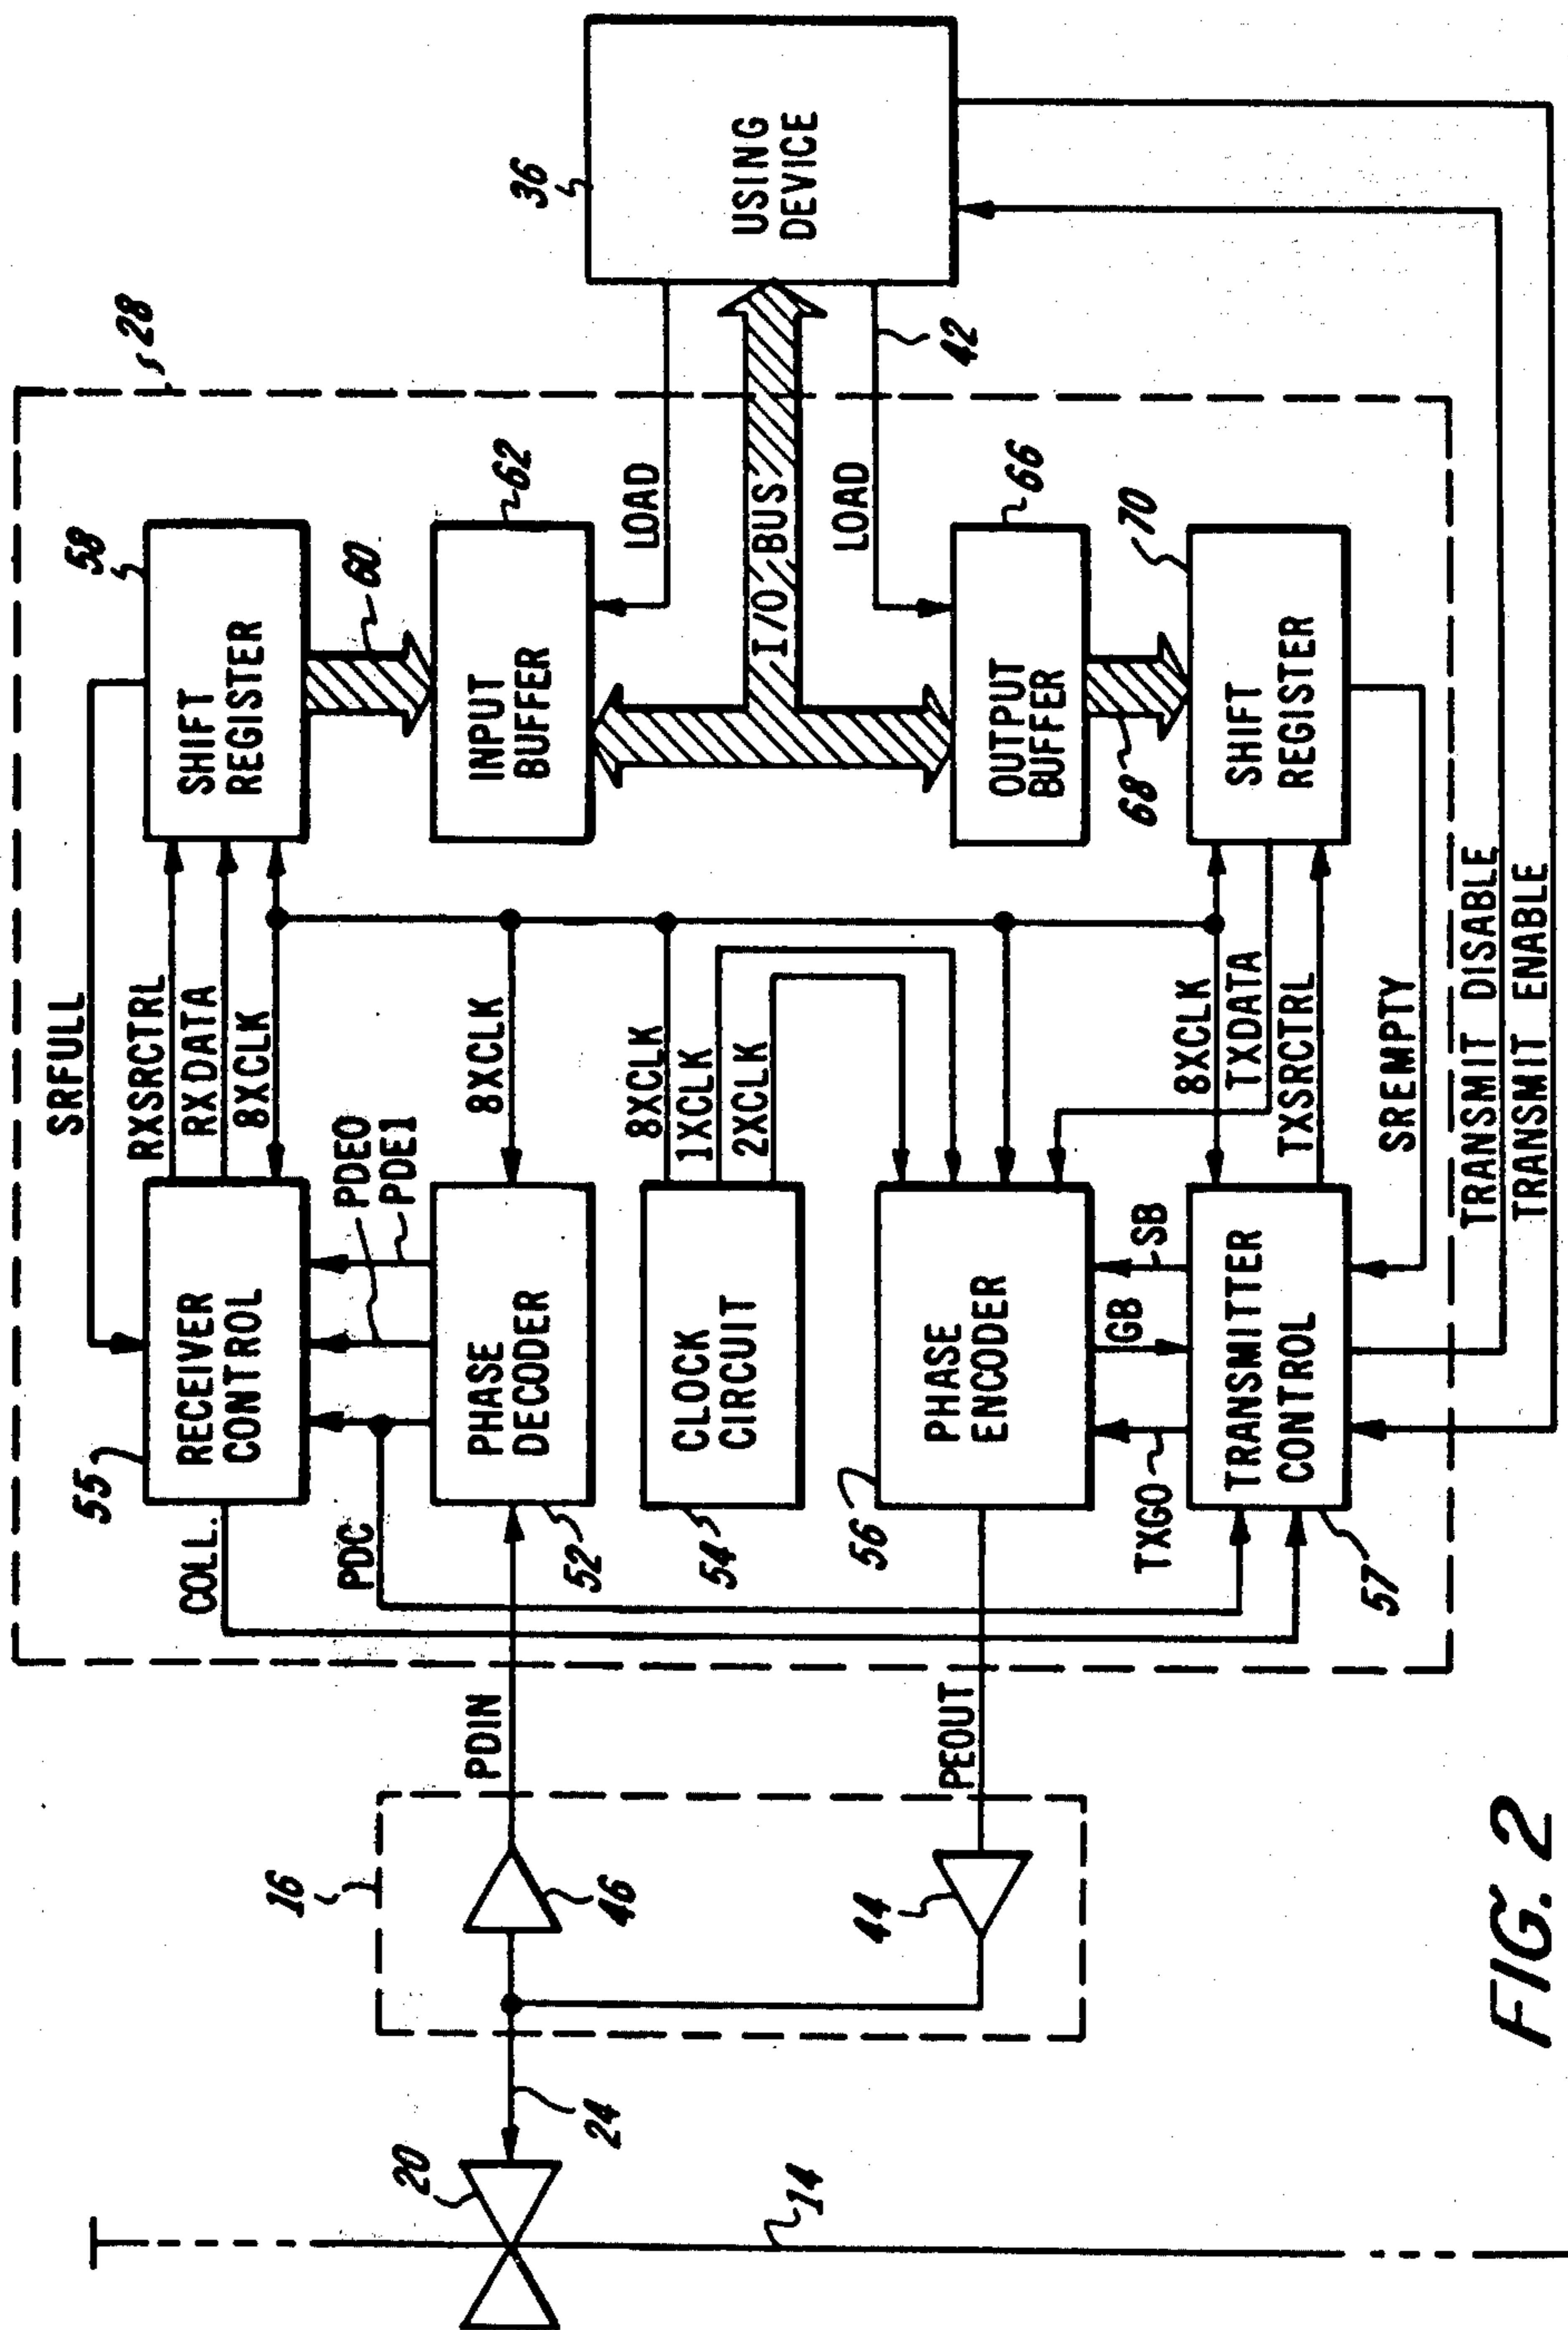 28
36
USING
DEVICE
58
SHIFT
REGISTER
60
62
INPUT
BUFFER
LOAD
I/O BUS
LOAD
42
66
OUTPUT
BUFFER
68
70
SHIFT
REGISTER
SRFULL
RXSRCTRL
RXDATA
8XCLK
PDE0
PDE1
8XCLK
8XCLK
1XCLK
2XCLK
8XCLK
TXDATA
TXSRCTRL
SREMPTY
TRANSMIT DISABLE
TRANSMIT ENABLE
55
RECEIVER
CONTROL
COLL.
PDC
PHASE
DECODER
52
CLOCK
CIRCUIT
54
56
PHASE
ENCODER
TXGO
GB
SB
TRANSMITTER
CONTROL
57
PDIN
PEOUT
16
46
44
20
24
14
FIG. 2